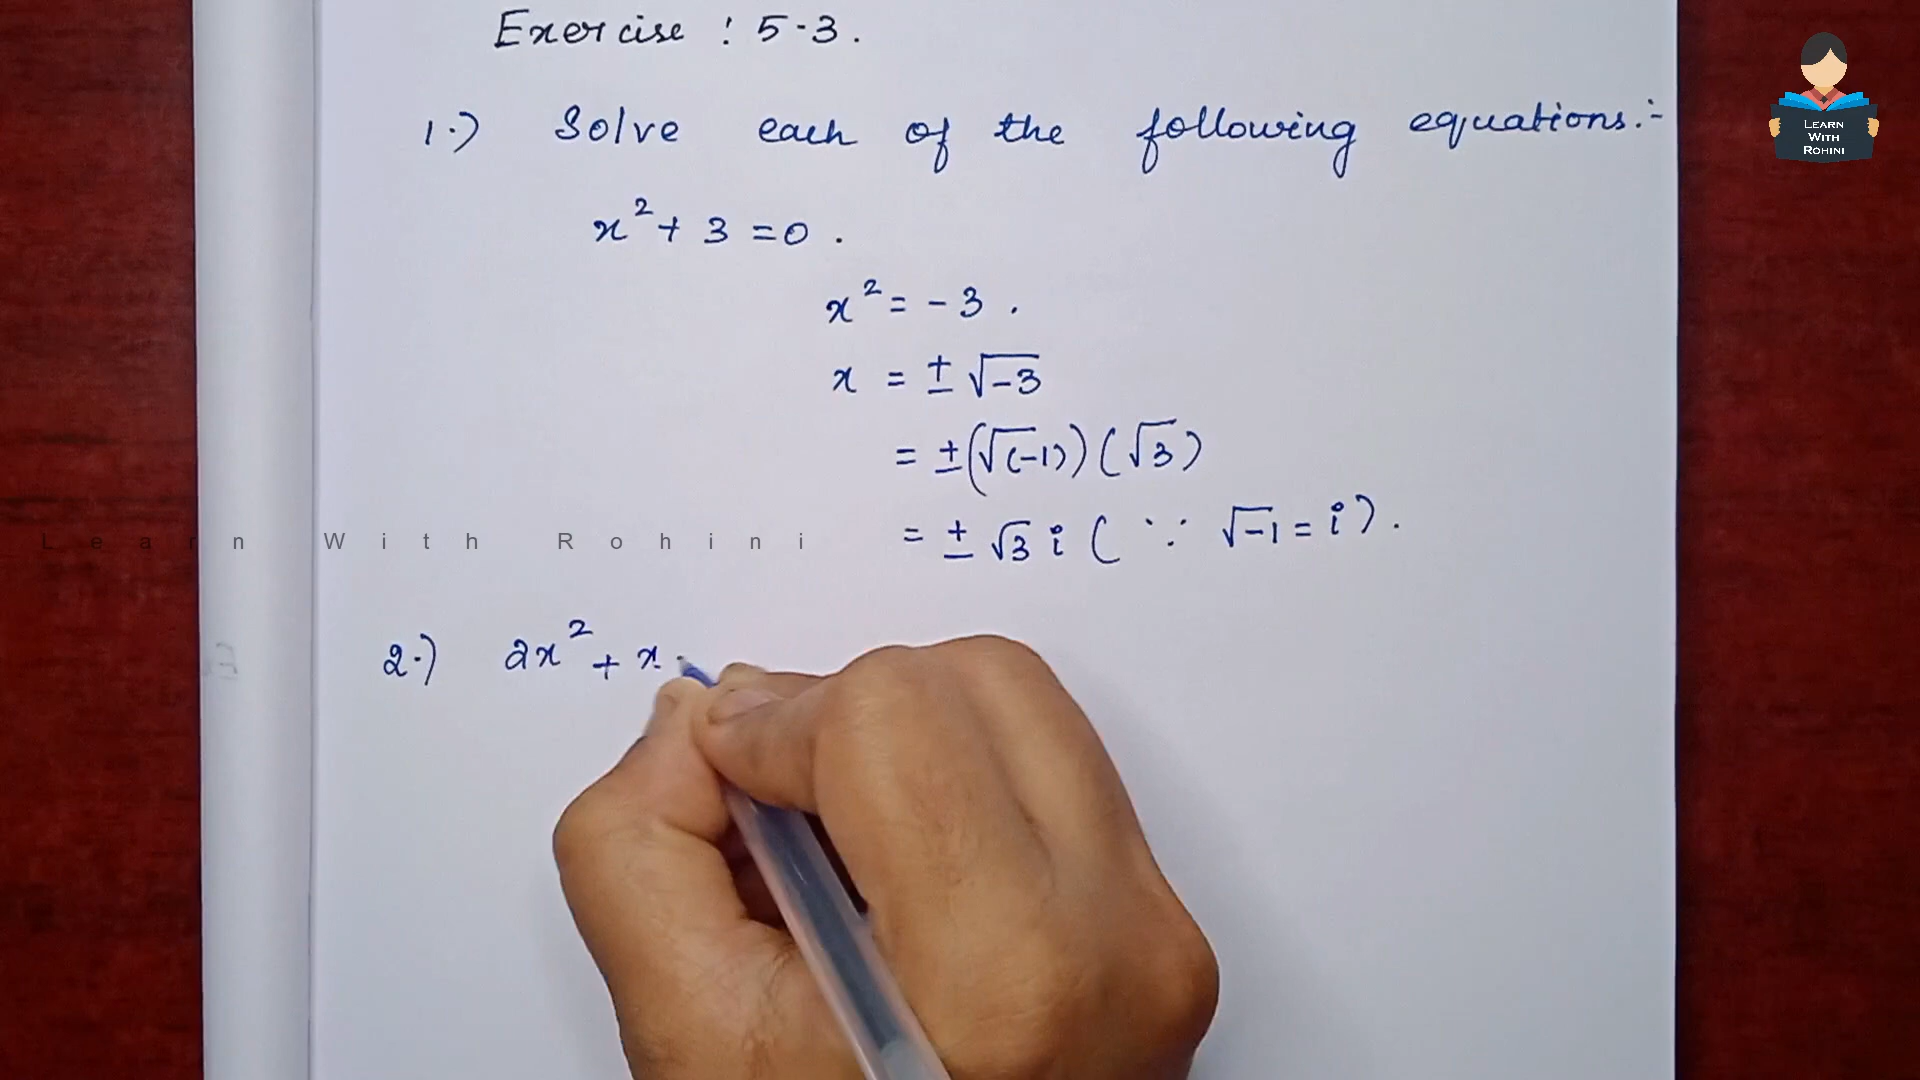 Exercise : 5.3.
LEARN
WITH
ROHINI
1.) Solve each of the following equations:-
x² + 3 = 0 .
x² = - 3 .
x = ± √-3
= ± (√(-1)) (√3)
= ± √3 i ( ∵ √-1 = i ) .
Learn With Rohini
2.) 2x² + x